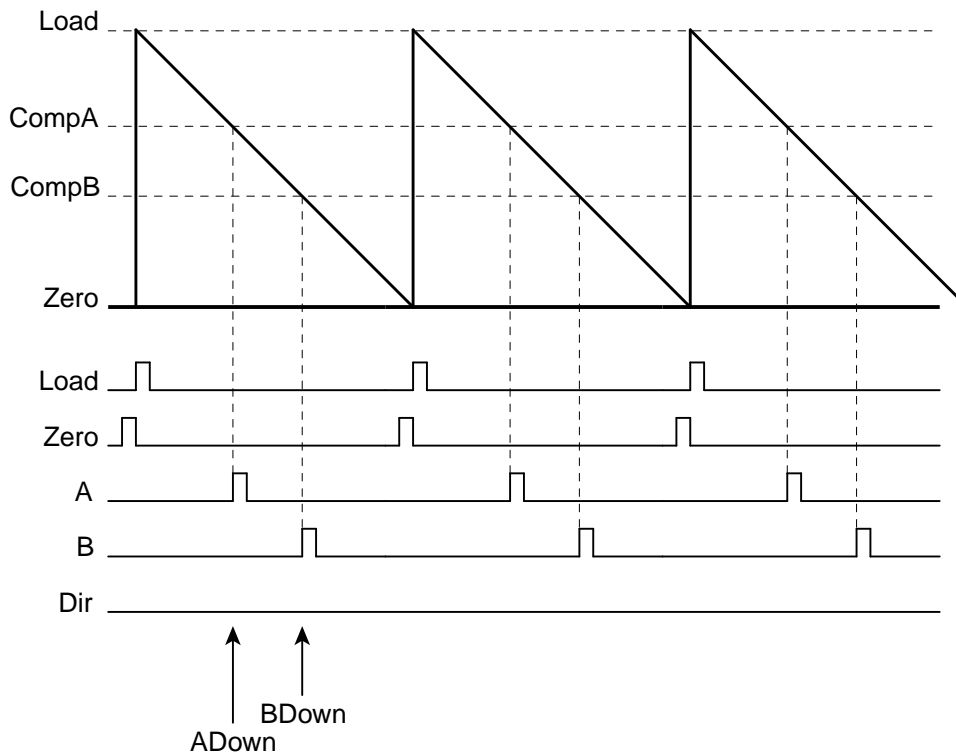 Load
CompA
CompB
Zero
Load
Zero
A
B
Dir
BDown
ADown